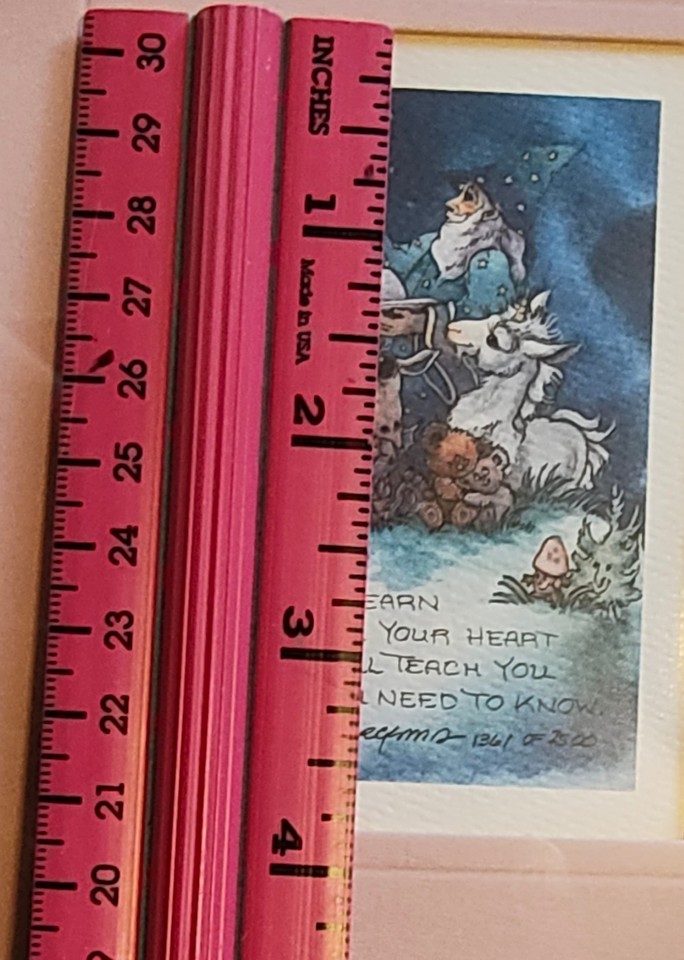 INCHES
1
Made in USA
2
3
4
30
29
28
27
26
25
24
23
22
21
20
EARN
YOUR HEART
L TEACH YOU
NEED TO KNOW.
1361 OF 2500